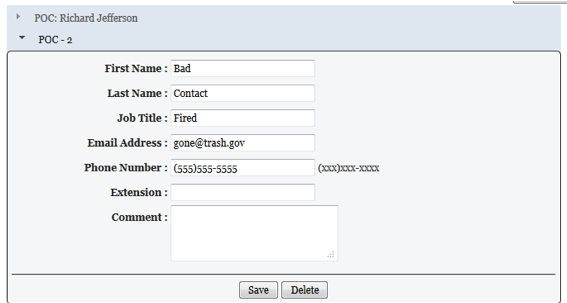 POC: Richard Jefferson
POC - 2
First Name : Bad
Last Name : Contact
Job Title : Fired
Email Address : gone@trash.gov
Phone Number : (555)555-5555 (xxx)xxx-xxxx
Extension :
Comment :
Save Delete